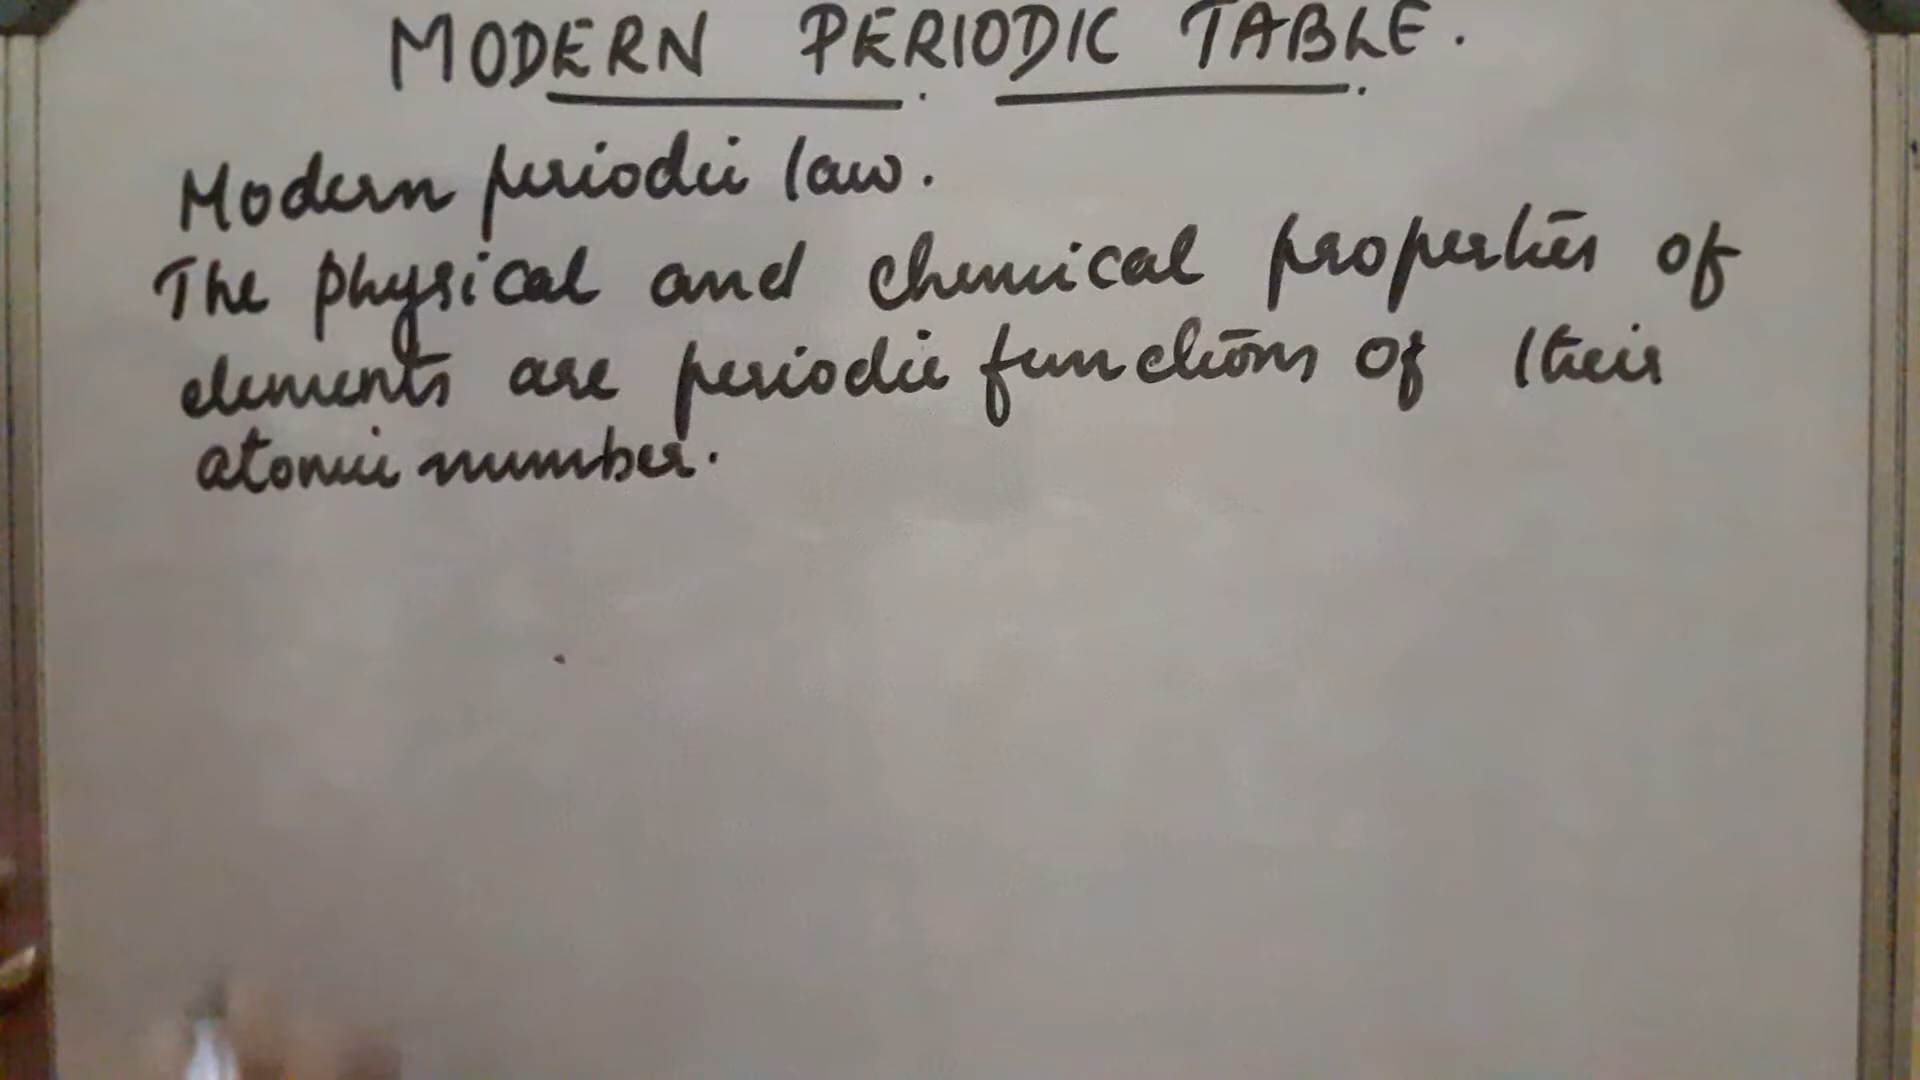 MODERN PERIODIC TABLE.
Modern periodic law.
The physical and chemical properties of
elements are periodic functions of their
atomic number.